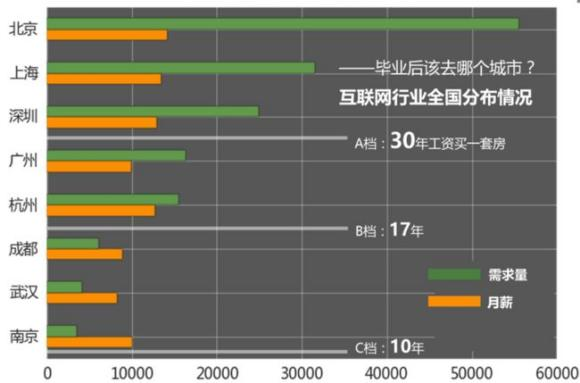 北京
上海
——毕业后该去哪个城市？
互联网行业全国分布情况
深圳
A档：30年工资买一套房
广州
杭州
B档：17年
成都
需求量
武汉
月薪
南京
C档：10年
0 10000 20000 30000 40000 50000 60000